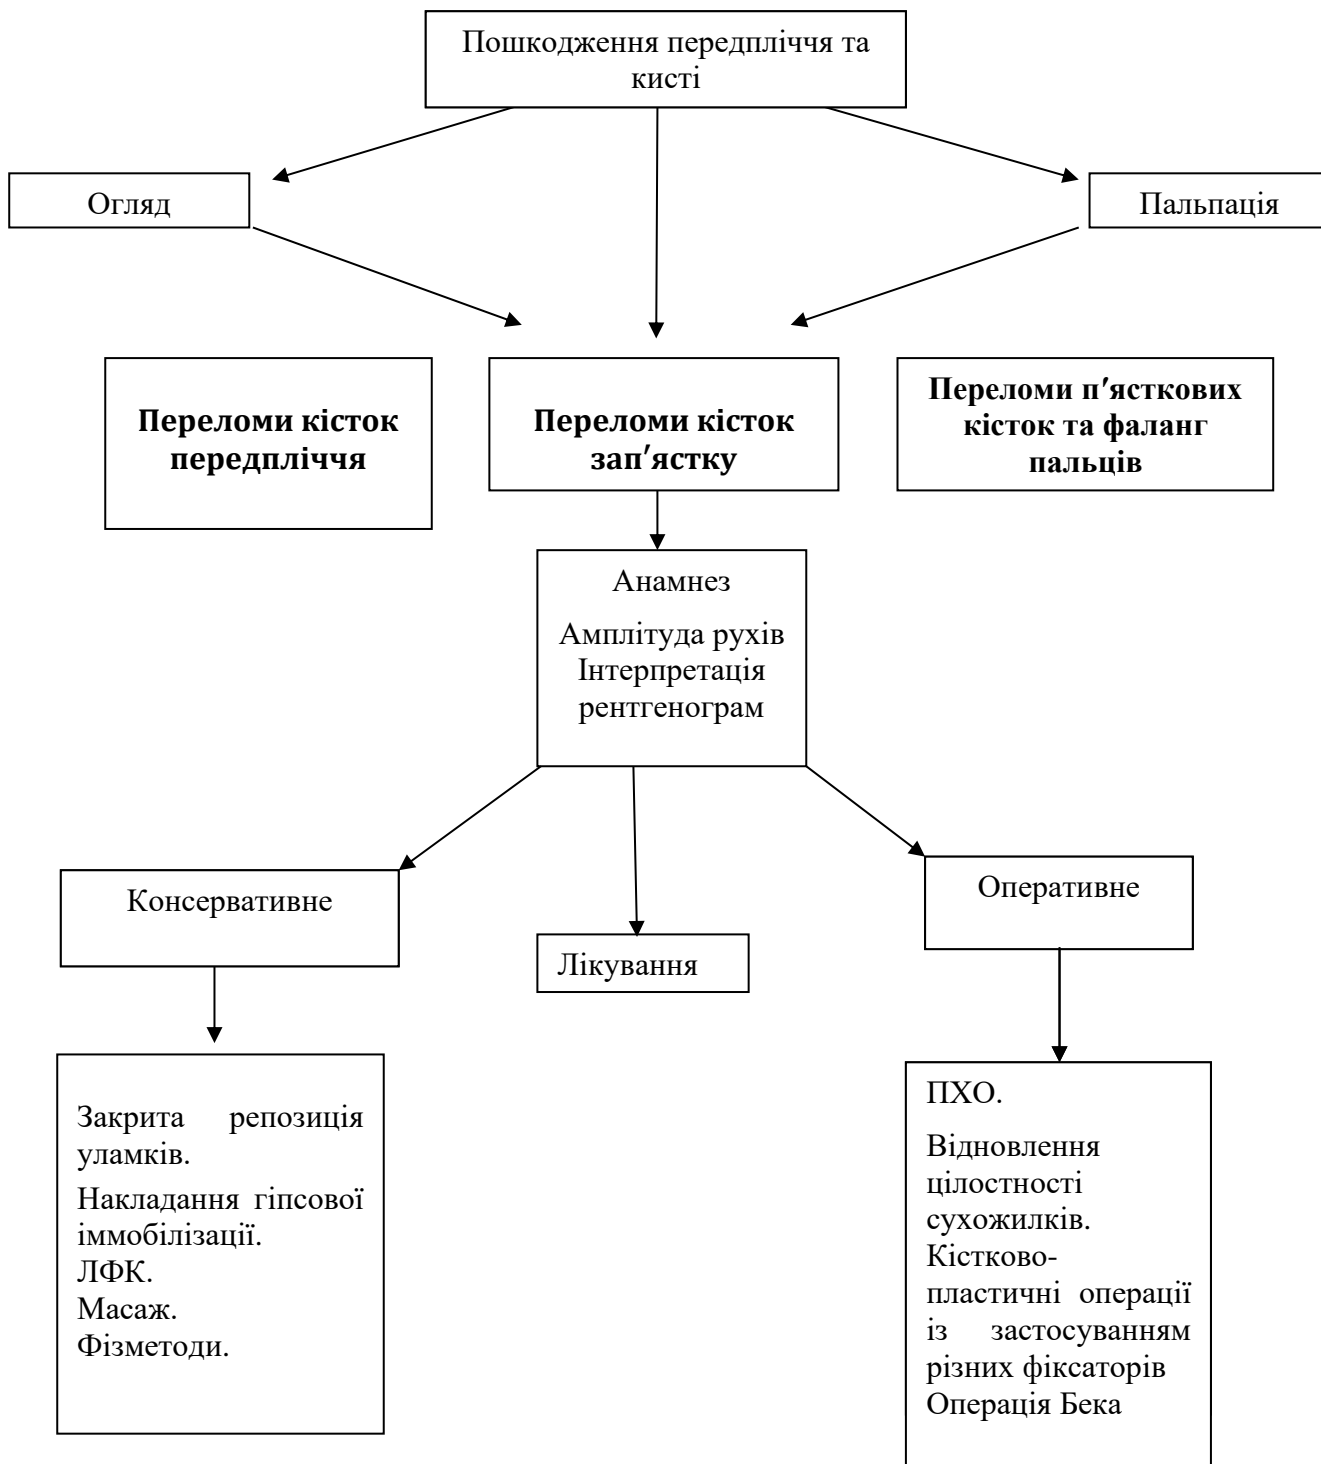 Пошкодження передпліччя та
кисті
Огляд
Пальпація
Переломи кісток
передпліччя
Переломи кісток
зап′ястку
Переломи п′ясткових
кісток та фаланг
пальців
Анамнез
Амплітуда рухів
Інтерпретація
рентгенограм
Консервативне
Лікування
Оперативне
Закрита репозиція
уламків.
Накладання гіпсової
іммобілізації.
ЛФК.
Масаж.
Фізметоди.
ПХО.
Відновлення
цілостності
сухожилків.
Кістково-
пластичні операції
із застосуванням
різних фіксаторів
Операція Бека